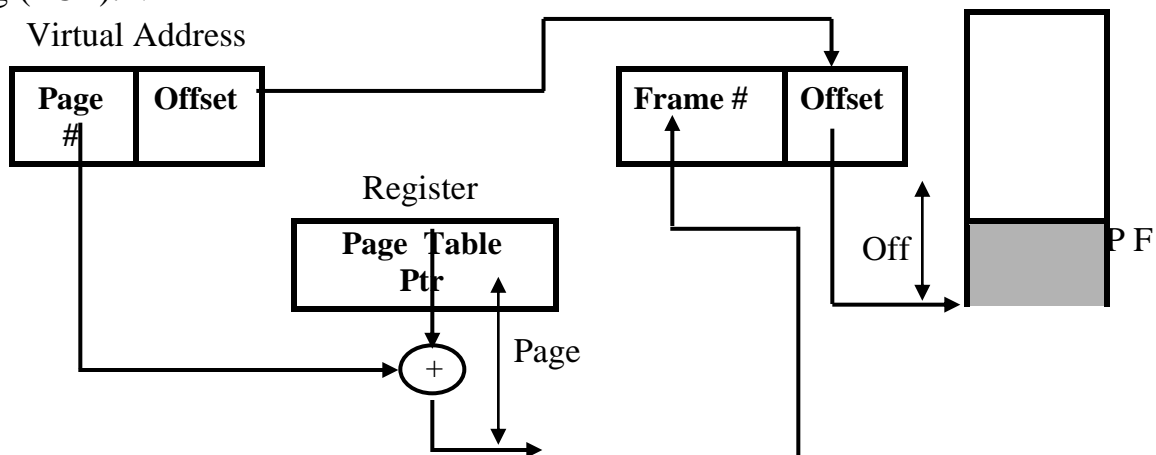 Virtual Address
Page
#
Offset
Frame #
Offset
Register
Page Table
Ptr
Off
P F
Page
+